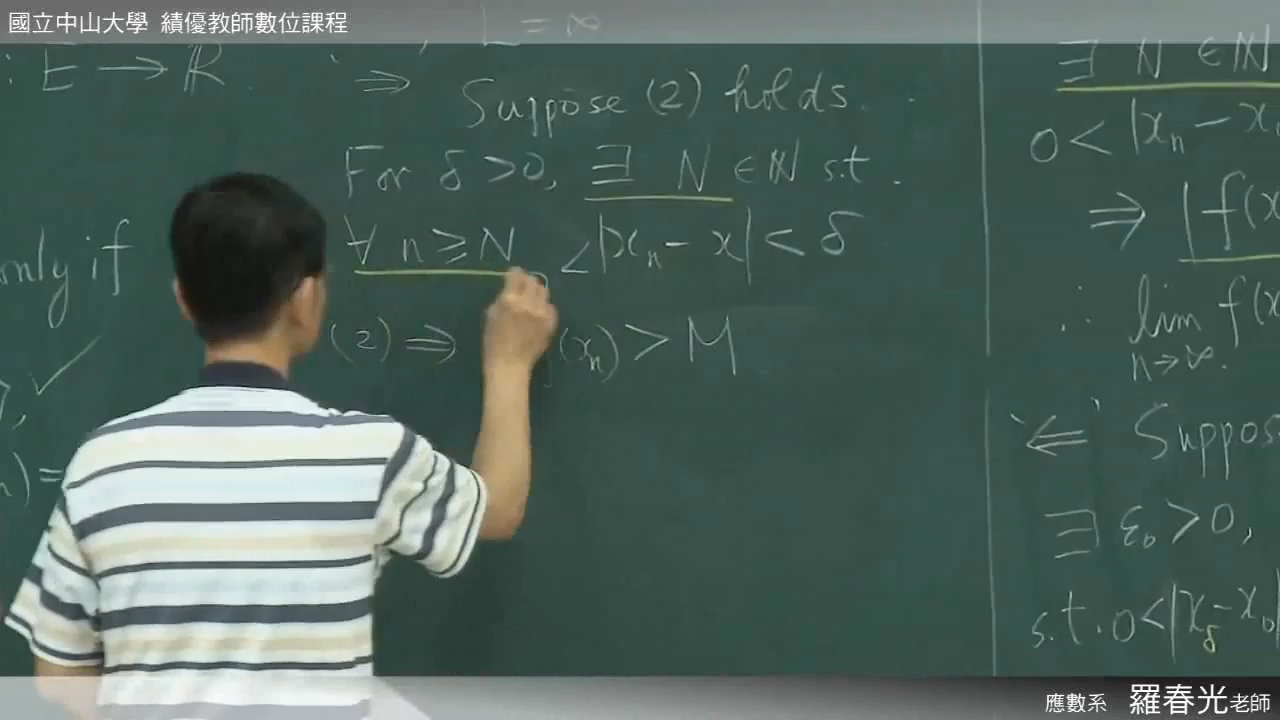 國立中山大學 績優教師數位課程
L = ∞
: E → ℝ
"⇒"
Suppose (2) holds.
For δ > 0, ∃ N ∈ ℕ s.t.
∀ n ≥ N, < |xₙ - x| < δ
only if
(2) ⇒ (xₙ) > M
✓
n) =
∃ N ∈ ℕ
0 < |xₙ - x
⇒ | f(x
∴ lim f(x
n→∞
"⇐" Suppos
∃ ε₀ > 0,
s.t. 0 < |x_δ - x₀|
應數系 羅春光老師